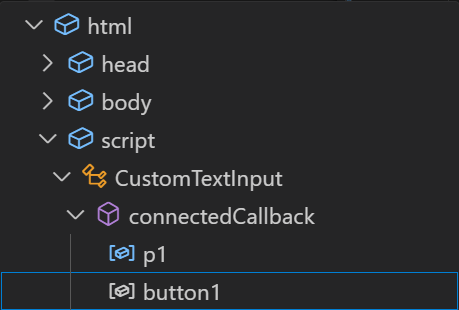 html
head
body
script
CustomTextInput
connectedCallback
p1
button1